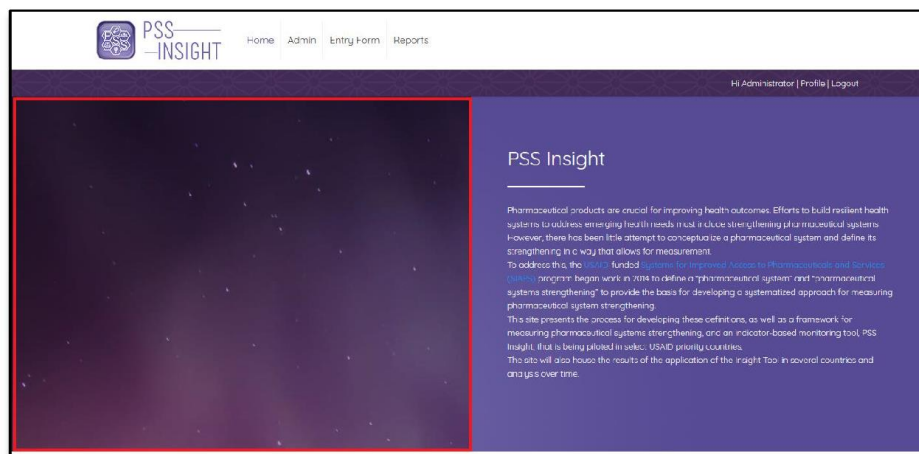 PSS
INSIGHT
Home Admin Entry Form Reports
Hi Administrator | Profile | Logout
PSS Insight
Pharmaceutical products are crucial for improving health outcomes. Efforts to build resilient health
systems to address emerging health needs must include strengthening pharmaceutical systems
However, there has been little attempt to conceptualize a pharmaceutical system and define its
strengthening in a way that allows for measurement.
To address this, the USAID funded Systems for Improved Access to Pharmaceuticals and Services
(SIAPS) program began work in 2014 to define a "pharmaceutical system" and "pharmaceutical
systems strengthening" to provide the basis for developing a systematized approach for measuring
pharmaceutical system strengthening.
This site presents the process for developing these definitions, as well as a framework for
measuring pharmaceutical systems strengthening, and an indicator-based monitoring tool, PSS
Insight, that is being piloted in select USAID priority countries.
The site will also house the results of the application of the Insight Tool in several countries and
analysis over time.